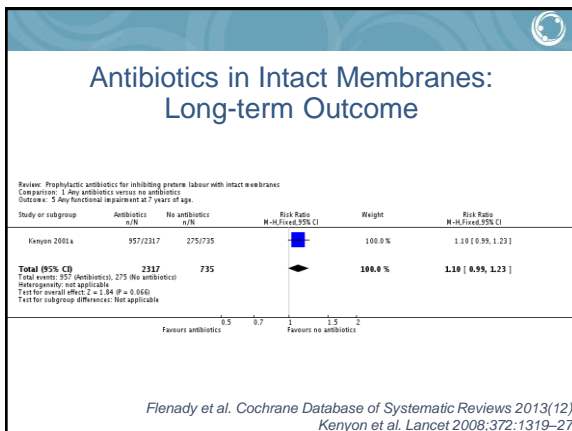 Antibiotics in Intact Membranes:
Long-term Outcome
Review: Prophylactic antibiotics for inhibiting preterm labour with intact membranes
Comparison: 1 Any antibiotics versus no antibiotics
Outcome: 5 Any functional impairment at 7 years of age.
Study or subgroup Antibiotics No antibiotics Risk Ratio Weight Risk Ratio
n/N n/N M-H,Fixed,95% CI M-H,Fixed,95% CI
Kenyon 2001a 957/2317 275/735 100.0 % 1.10 [ 0.99, 1.23 ]
Total (95% CI) 2317 735 100.0 % 1.10 [ 0.99, 1.23 ]
Total events: 957 (Antibiotics), 275 (No antibiotics)
Heterogeneity: not applicable
Test for overall effect: Z = 1.84 (P = 0.066)
Test for subgroup differences: Not applicable
0.5 0.7 1 1.5 2
Favours antibiotics Favours no antibiotics
Flenady et al. Cochrane Database of Systematic Reviews 2013(12)
Kenyon et al. Lancet 2008;372:1319–27